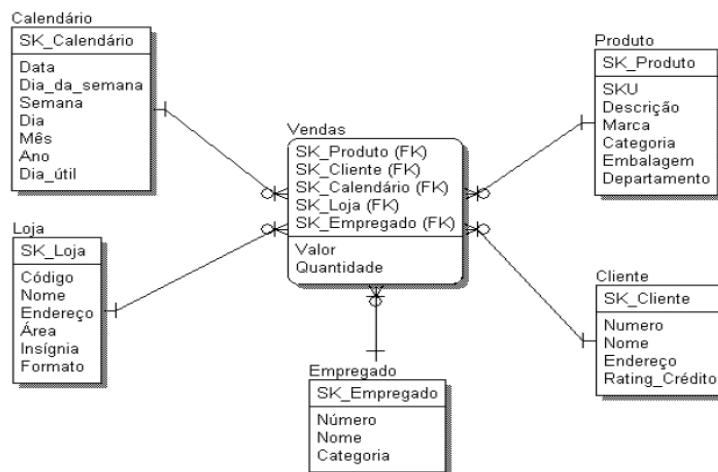 Calendário
SK_Calendário
Data
Dia_da_semana
Semana
Dia
Mês
Ano
Dia_útil
Produto
SK_Produto
SKU
Descrição
Marca
Categoria
Embalagem
Departamento
Vendas
SK_Produto (FK)
SK_Cliente (FK)
SK_Calendário (FK)
SK_Loja (FK)
SK_Empregado (FK)
Valor
Quantidade
Loja
SK_Loja
Código
Nome
Endereço
Área
Insígnia
Formato
Cliente
SK_Cliente
Numero
Nome
Endereço
Rating_Crédito
Empregado
SK_Empregado
Número
Nome
Categoria